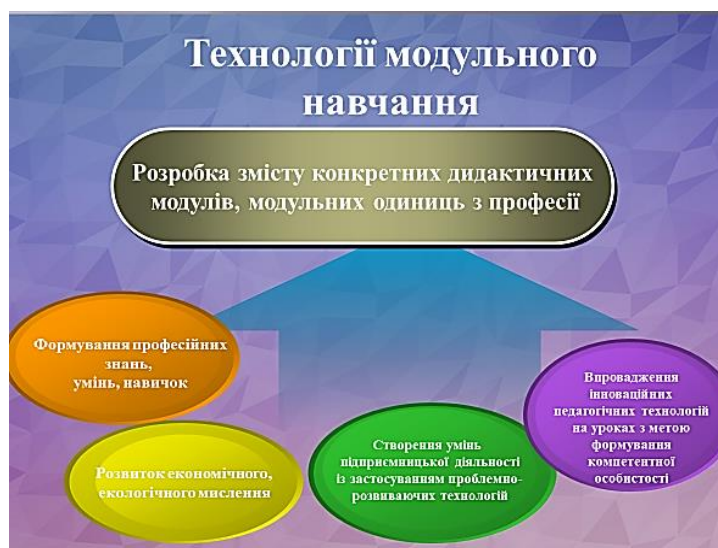 Технології модульного
навчання
Розробка змісту конкретних дидактичних
модулів, модульних одиниць з професії
Формування професійних
знань,
умінь, навичок
Розвиток економічного,
екологічного мислення
Створення умінь
підприємницької діяльності
із застосуванням проблемно-
розвиваючих технологій
Впровадження
інноваційних
педагогічних технологій
на уроках з метою
формування
компетентної
особистості